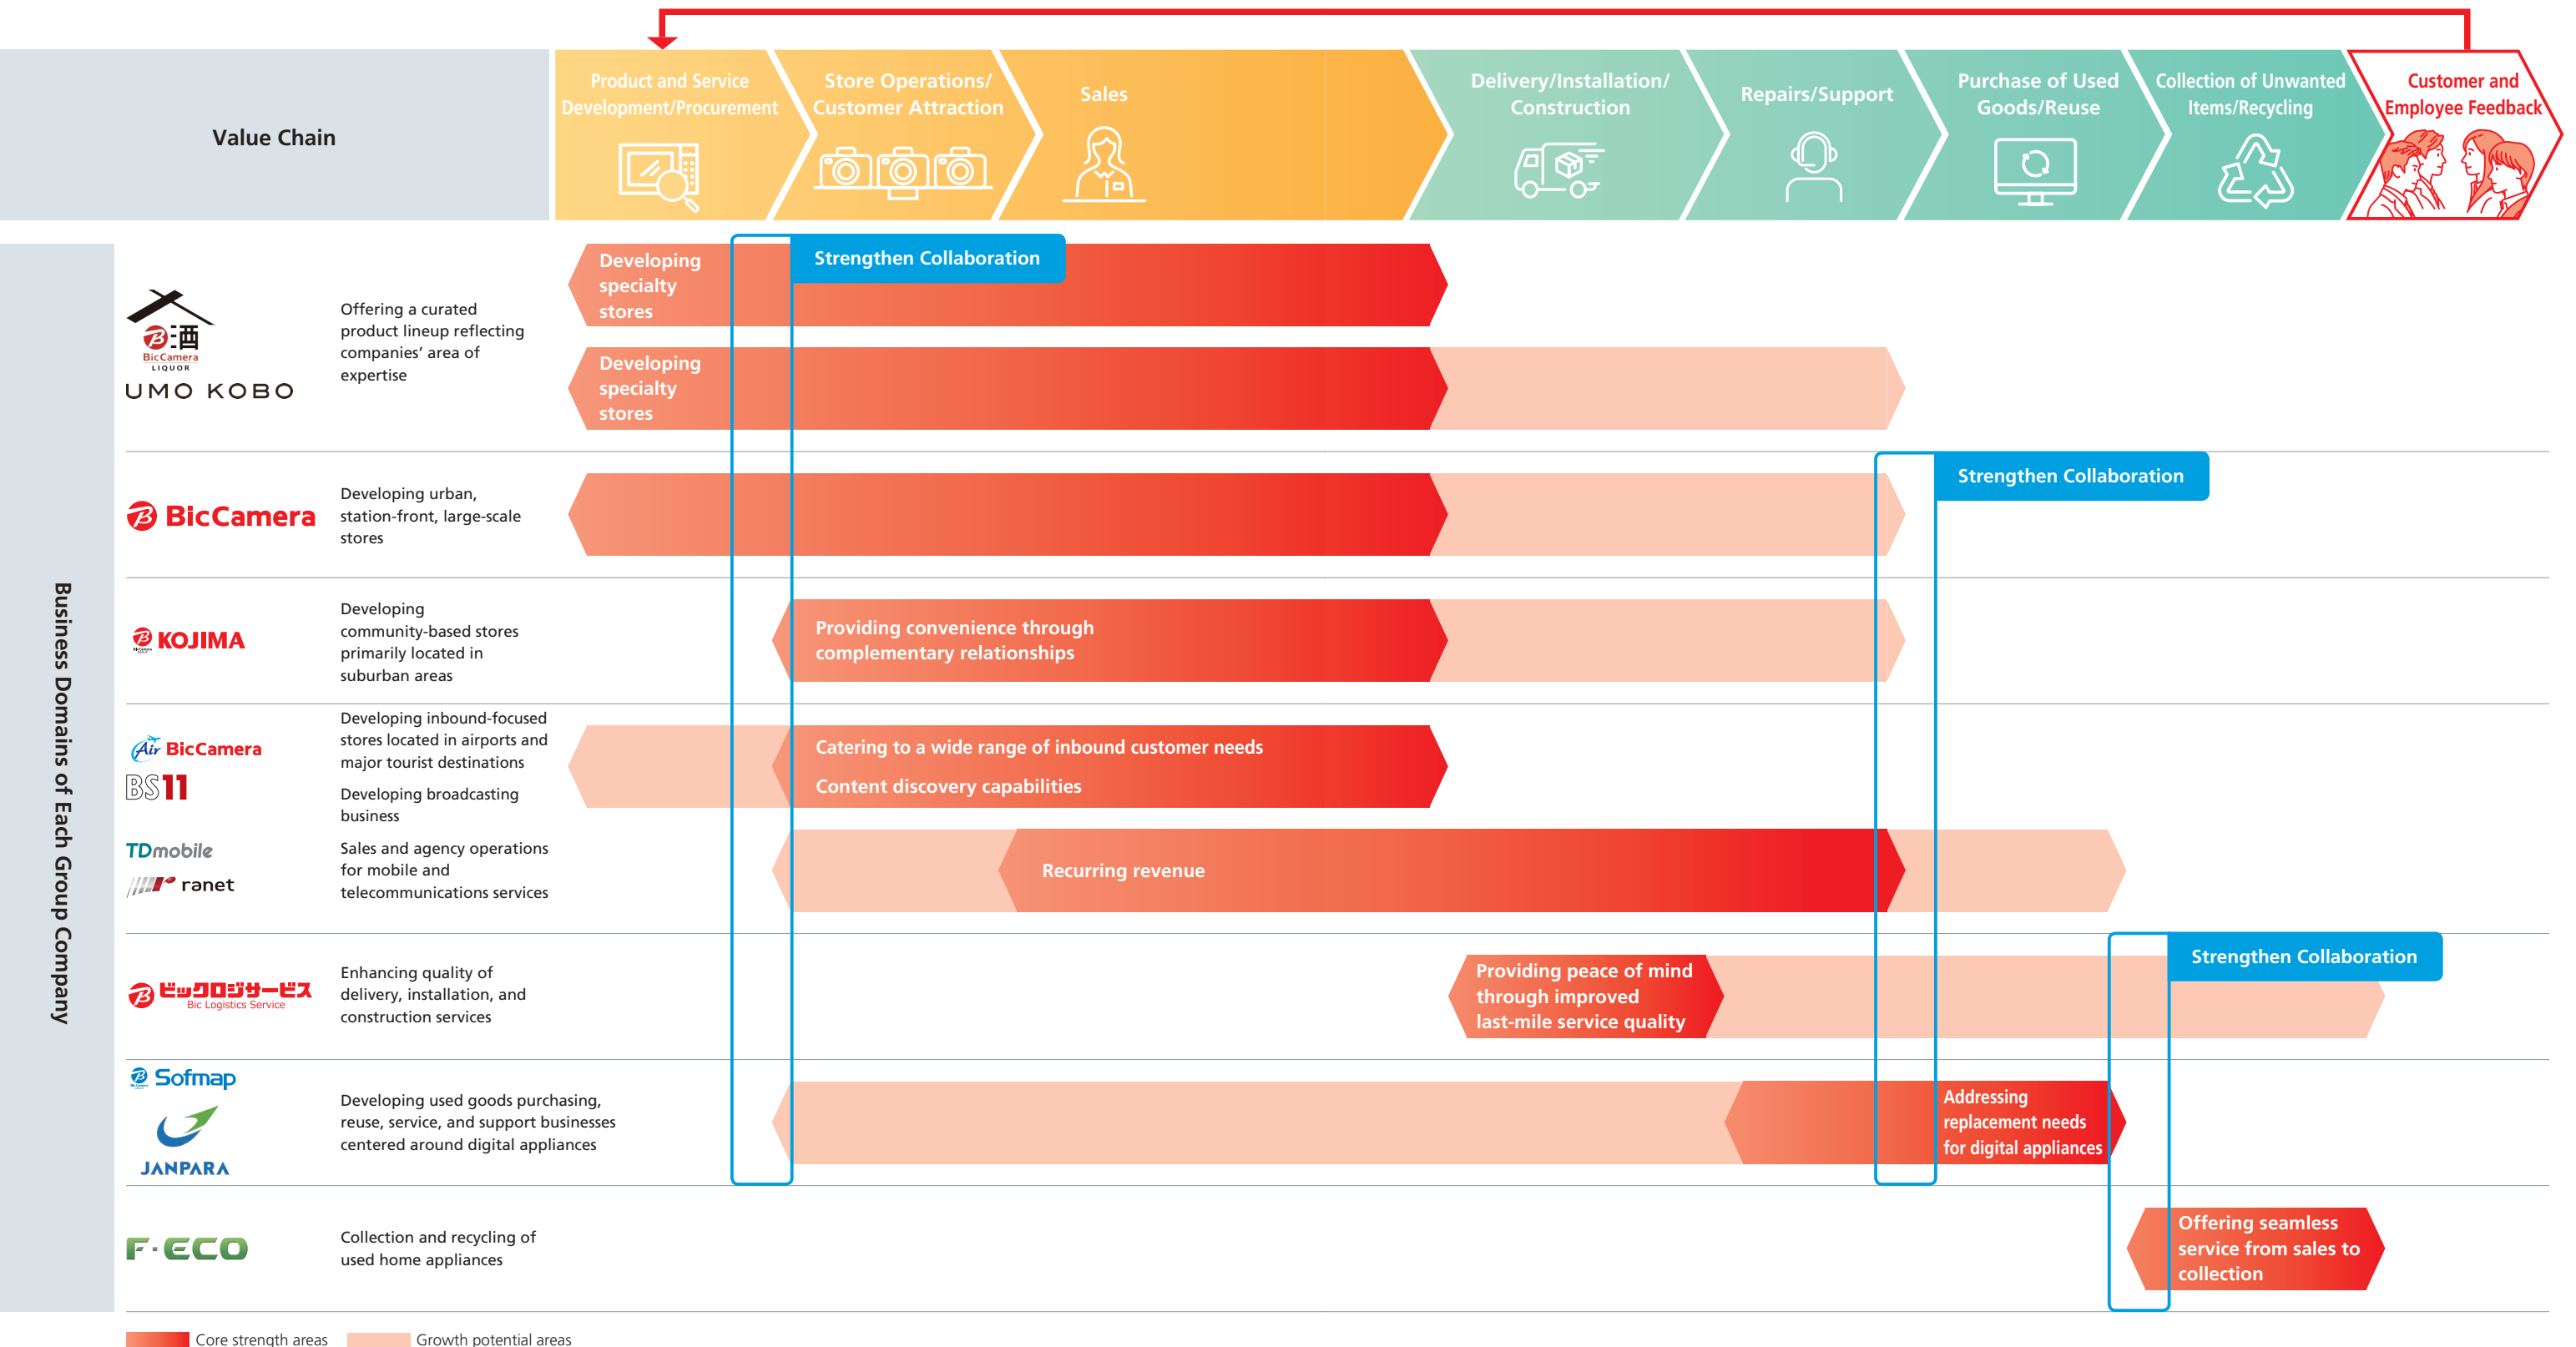 Value Chain
Product and Service
Development/Procurement
Store Operations/
Customer Attraction
Sales
Delivery/Installation/
Construction
Repairs/Support
Purchase of Used
Goods/Reuse
Collection of Unwanted
Items/Recycling
Customer and
Employee Feedback
Business Domains of Each Group Company
酒
BicCamera
LIQUOR
UMO KOBO
Offering a curated
product lineup reflecting
companies’ area of
expertise
Developing
specialty
stores
Strengthen Collaboration
Developing
specialty
stores
BicCamera
Developing urban,
station-front, large-scale
stores
Strengthen Collaboration
KOJIMA
Developing
community-based stores
primarily located in
suburban areas
Providing convenience through
complementary relationships
Air BicCamera
BS11
Developing inbound-focused
stores located in airports and
major tourist destinations
Developing broadcasting
business
Catering to a wide range of inbound customer needs
Content discovery capabilities
TDmobile
ranet
Sales and agency operations
for mobile and
telecommunications services
Recurring revenue
ビックロジサービス
Bic Logistics Service
Enhancing quality of
delivery, installation, and
construction services
Providing peace of mind
through improved
last-mile service quality
Strengthen Collaboration
Sofmap
JANPARA
Developing used goods purchasing,
reuse, service, and support businesses
centered around digital appliances
Addressing
replacement needs
for digital appliances
F·ECO
Collection and recycling of
used home appliances
Offering seamless
service from sales to
collection
Core strength areas
Growth potential areas